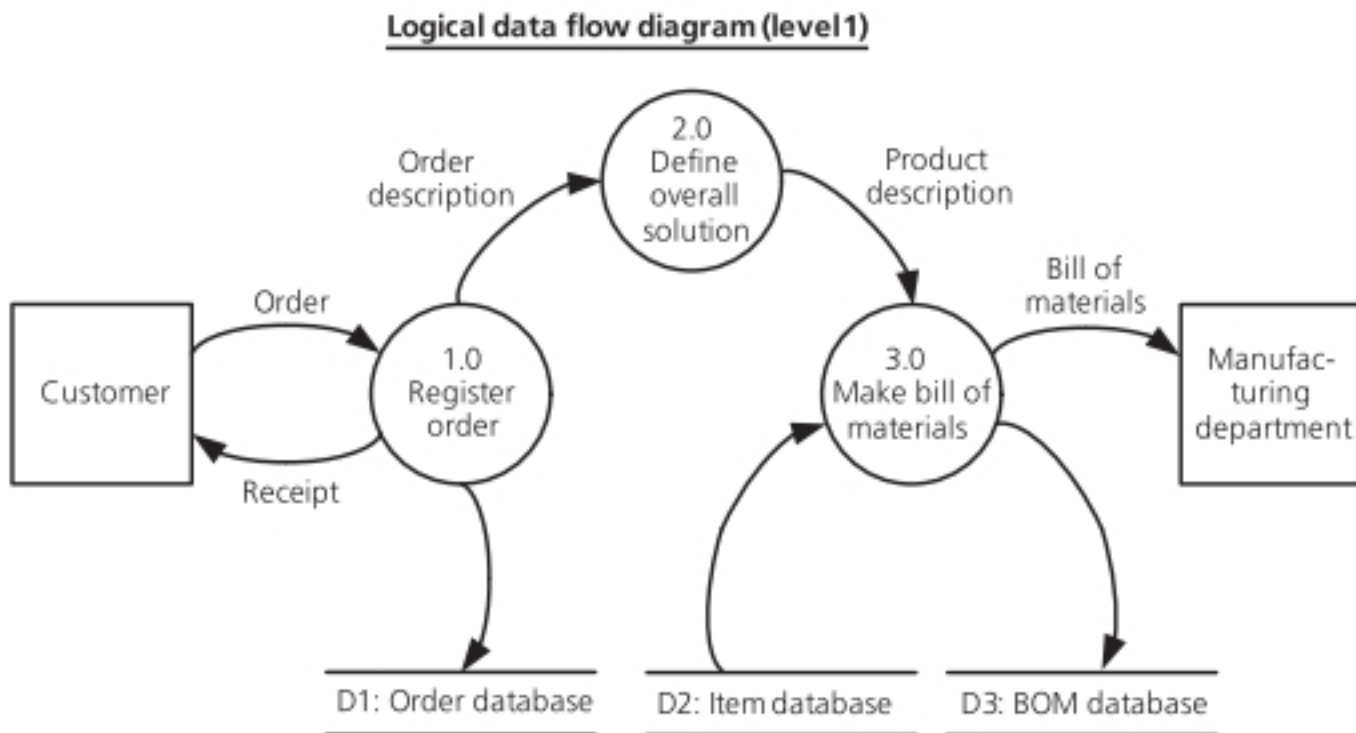 Logical data flow diagram (level1)
2.0
Define
overall
solution
Order
description
Product
description
Bill of
materials
Order
Customer
1.0
Register
order
3.0
Make bill of
materials
Manufac-
turing
department
Receipt
D1: Order database
D2: Item database
D3: BOM database